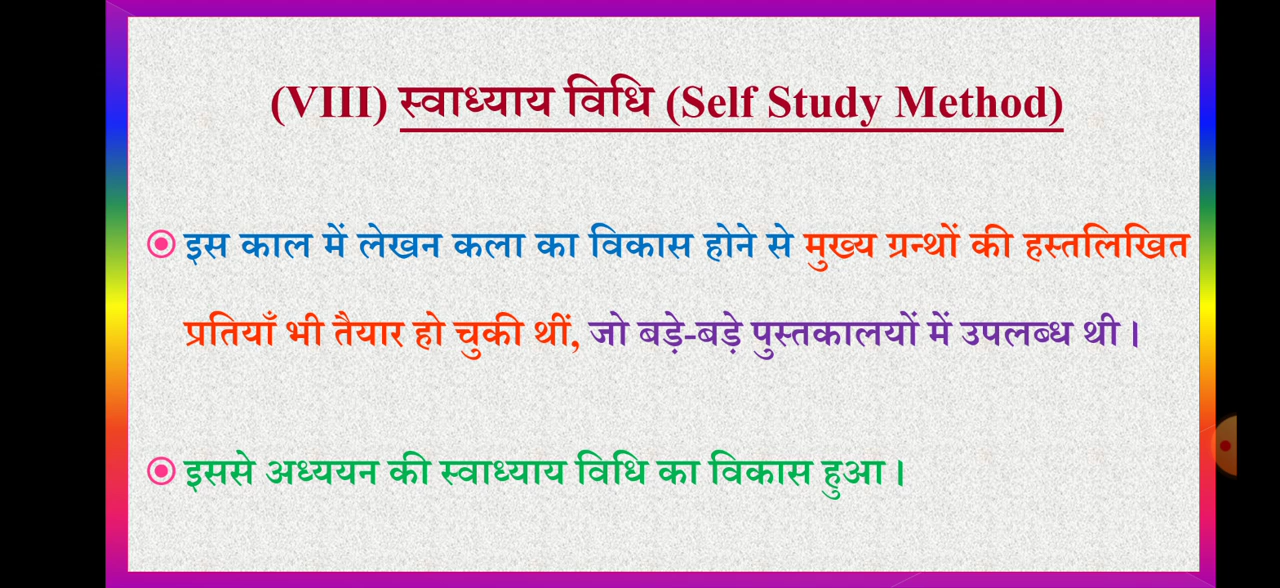 (VIII) स्वाध्याय विधि (Self Study Method)
इस काल में लेखन कला का विकास होने से मुख्य ग्रन्थों की हस्तलिखित
प्रतियाँ भी तैयार हो चुकी थीं, जो बड़े-बड़े पुस्तकालयों में उपलब्ध थी।
इससे अध्ययन की स्वाध्याय विधि का विकास हुआ।